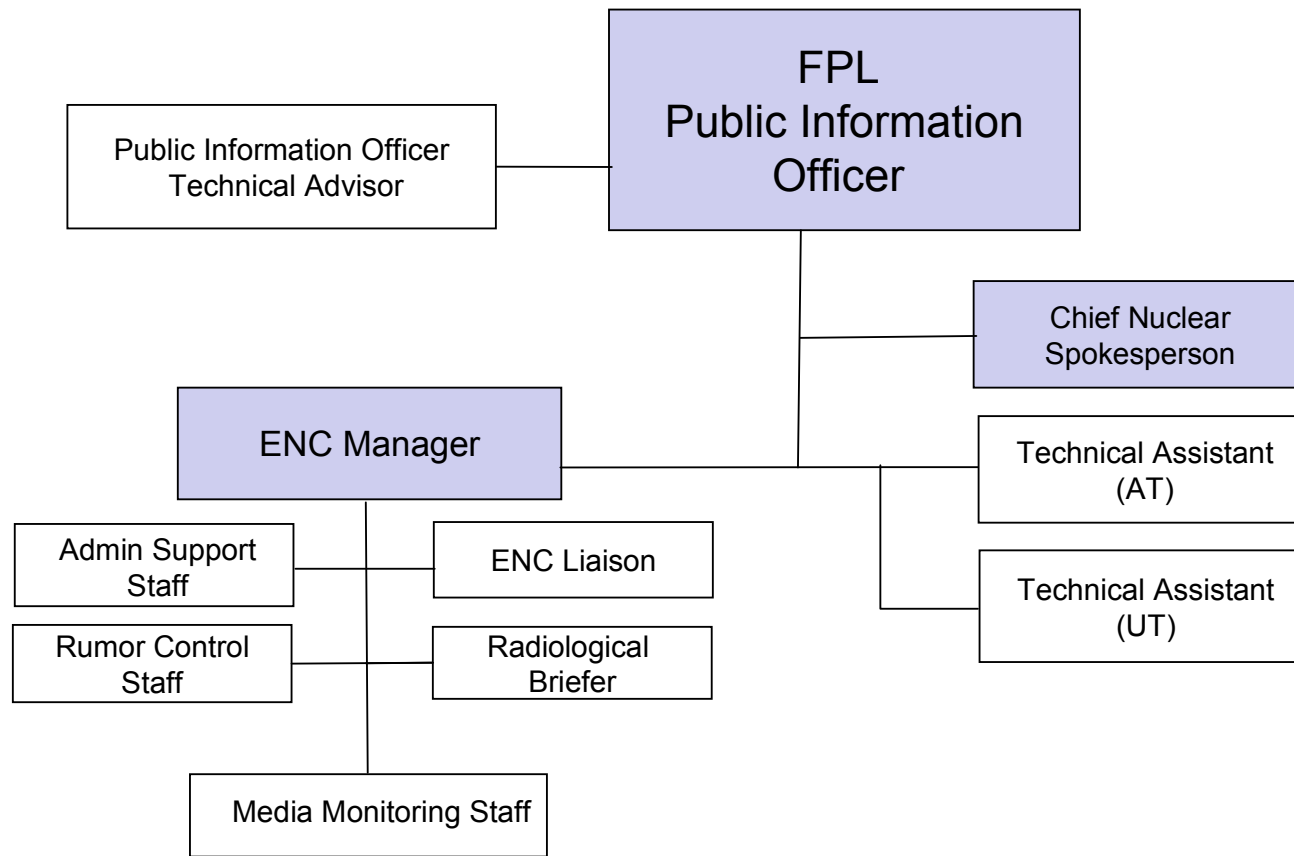 FPL
Public Information
Officer
Public Information Officer
Technical Advisor
Chief Nuclear
Spokesperson
ENC Manager
Technical Assistant
(AT)
Admin Support
Staff
ENC Liaison
Technical Assistant
(UT)
Rumor Control
Staff
Radiological
Briefer
Media Monitoring Staff